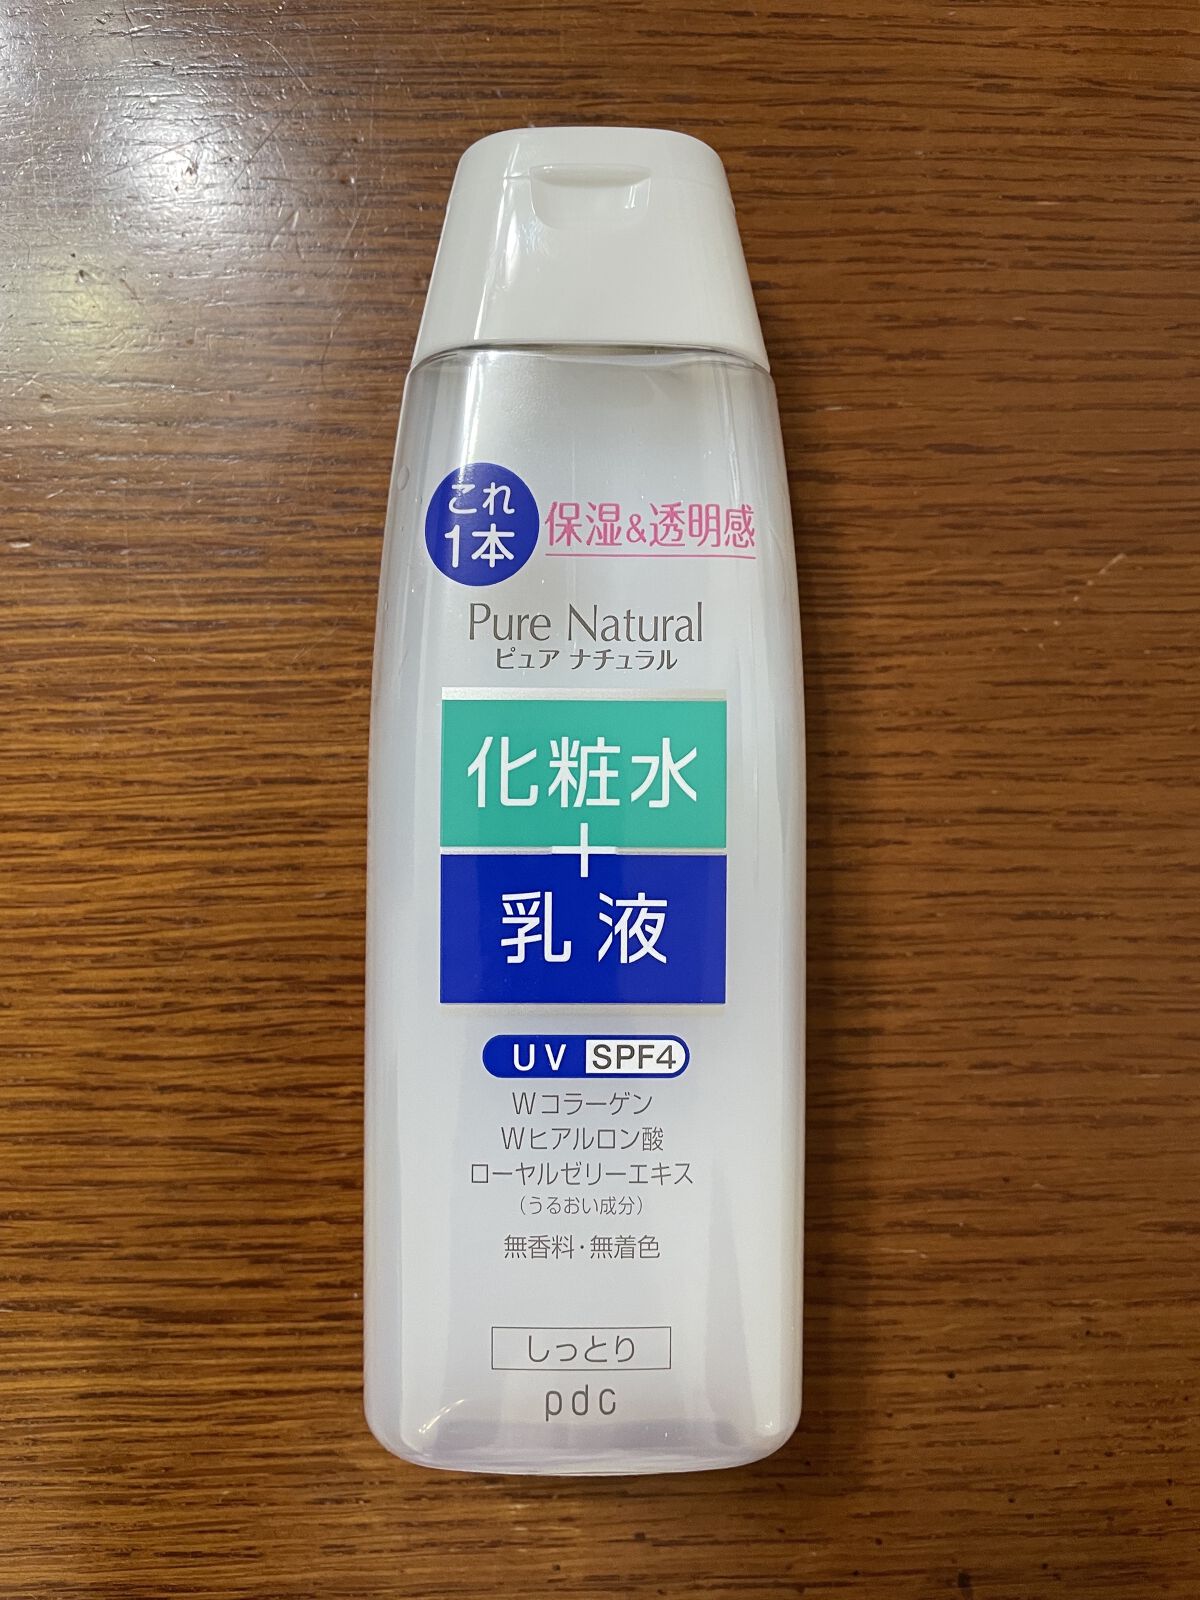 これ
1本
保湿&透明感
Pure Natural
ピュア ナチュラル
化粧水
+
乳液
UV SPF4
Wコラーゲン
Wヒアルロン酸
ローヤルゼリーエキス
(うるおい成分)
無香料・無着色
しっとり
pdc